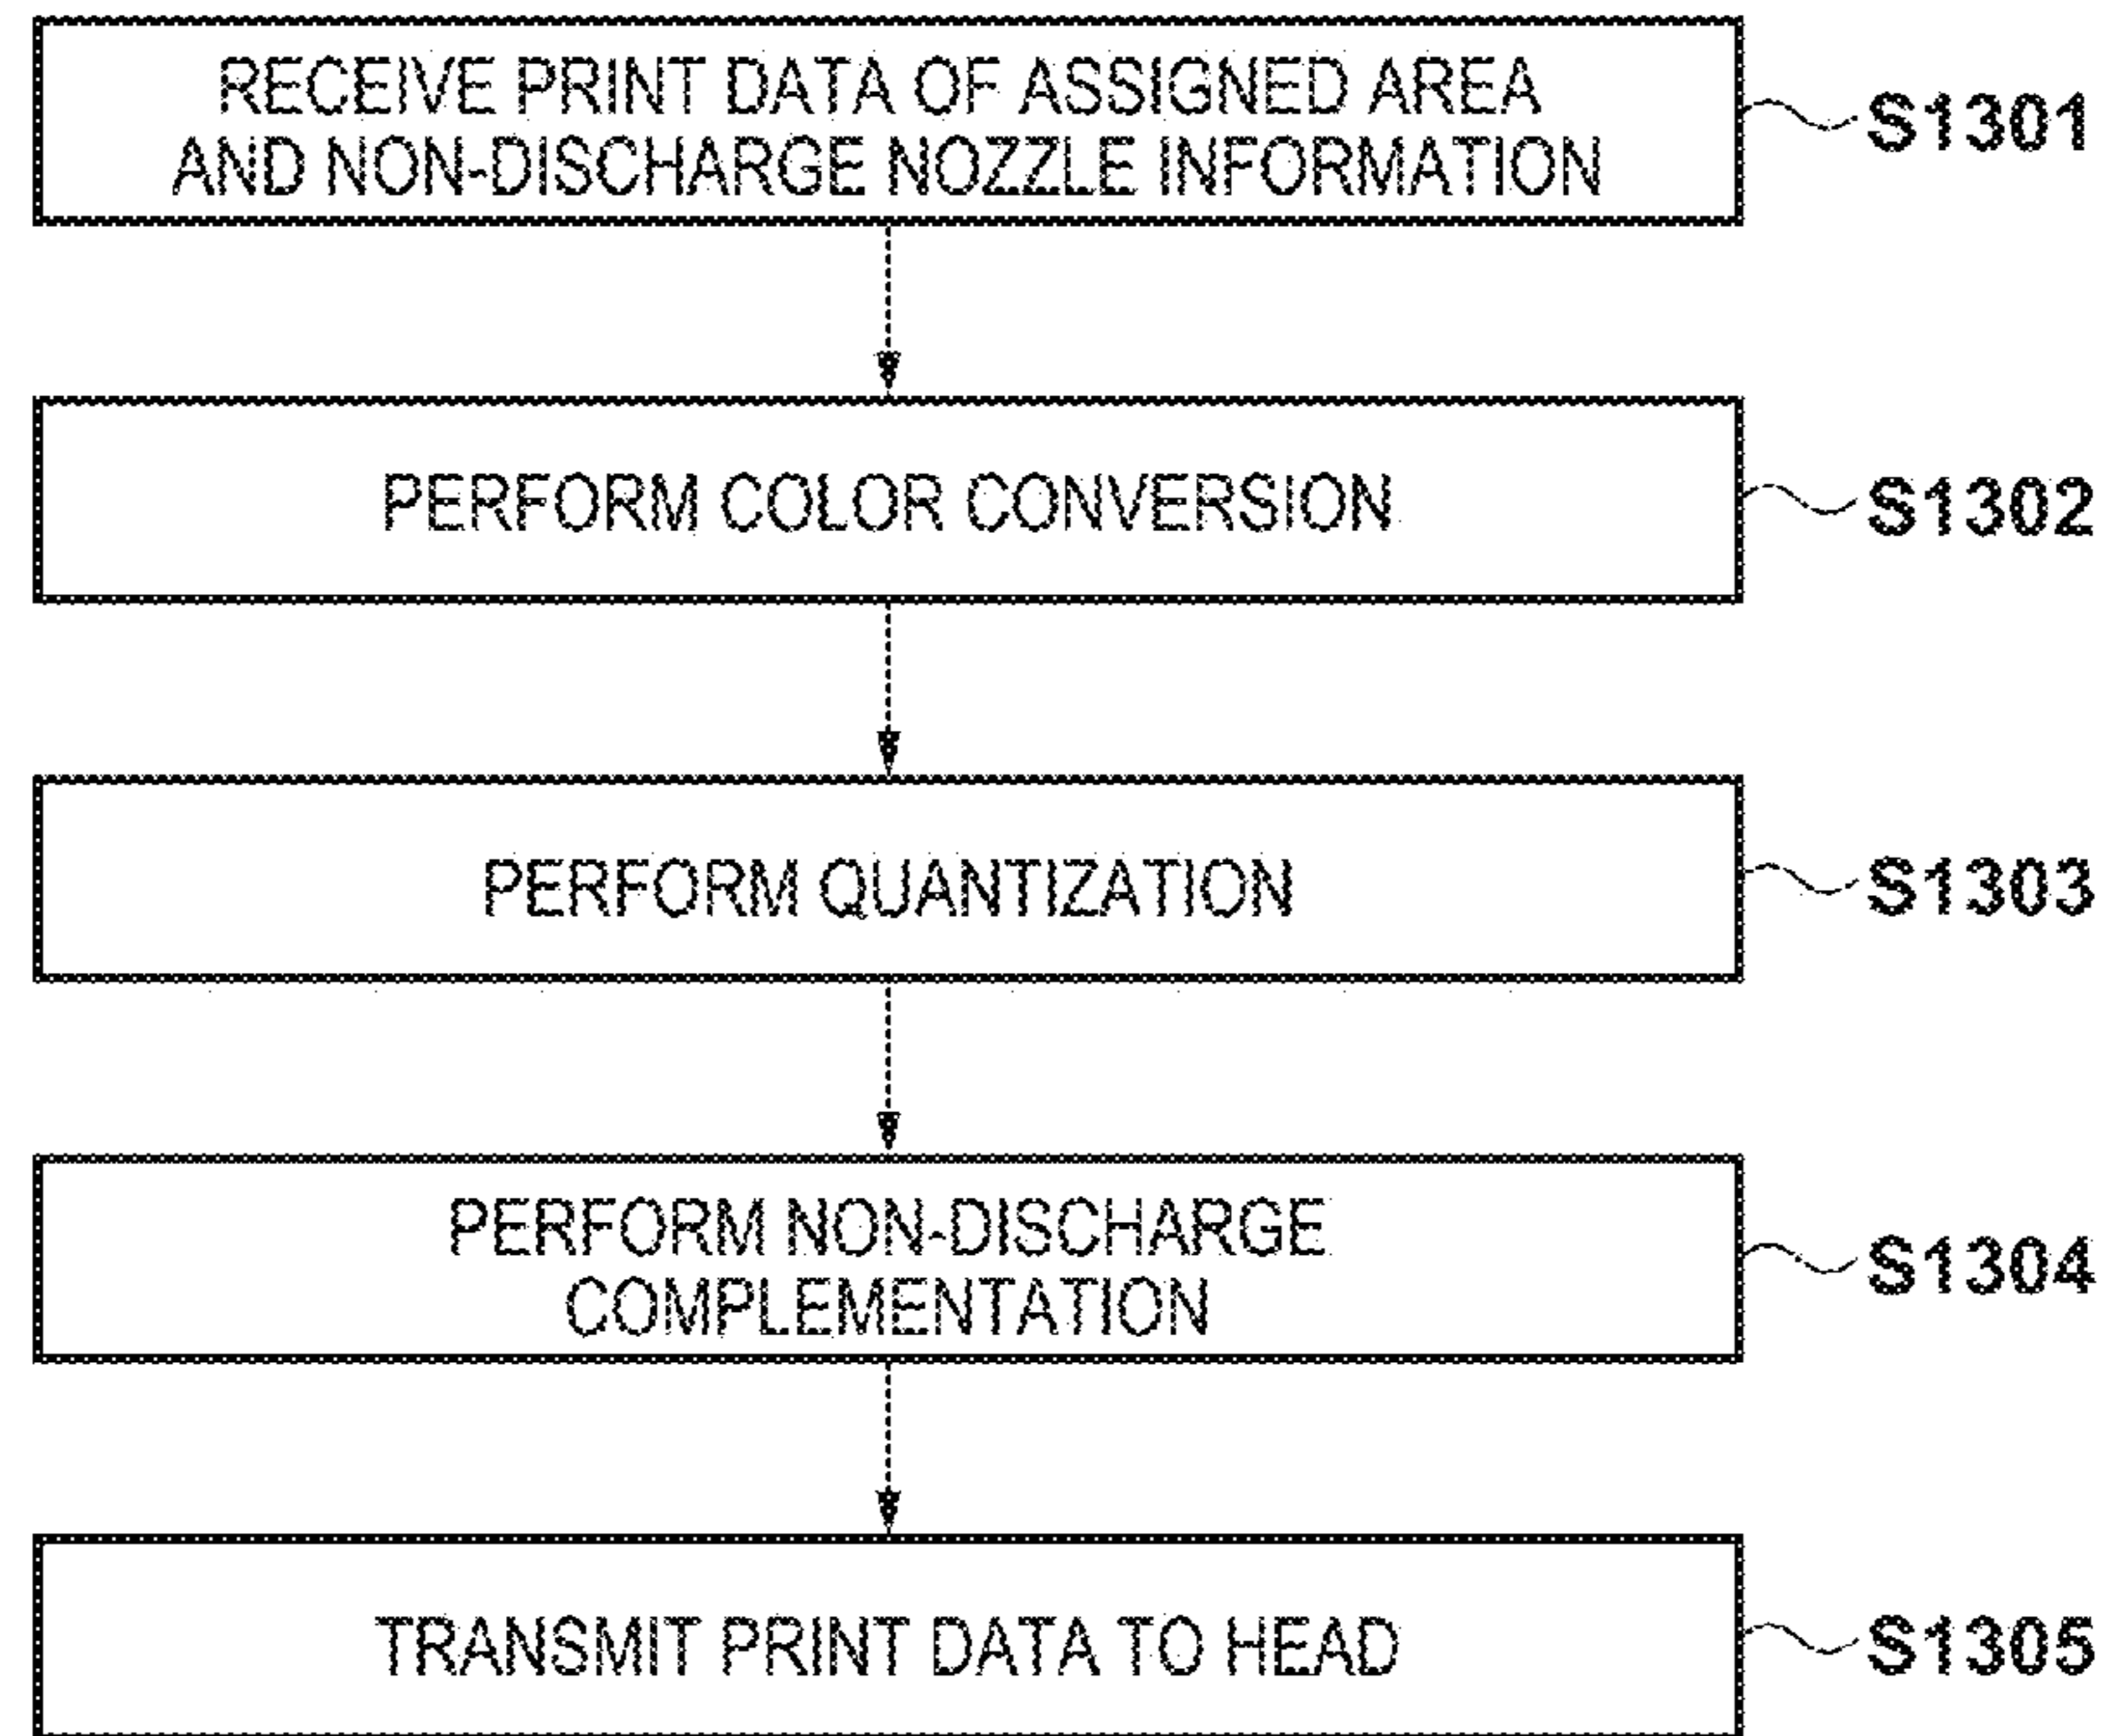 RECEIVE PRINT DATA OF ASSIGNED AREA
AND NON-DISCHARGE NOZZLE INFORMATION
S1301
PERFORM COLOR CONVERSION
S1302
PERFORM QUANTIZATION
S1303
PERFORM NON-DISCHARGE
COMPLEMENTATION
S1304
TRANSMIT PRINT DATA TO HEAD
S1305